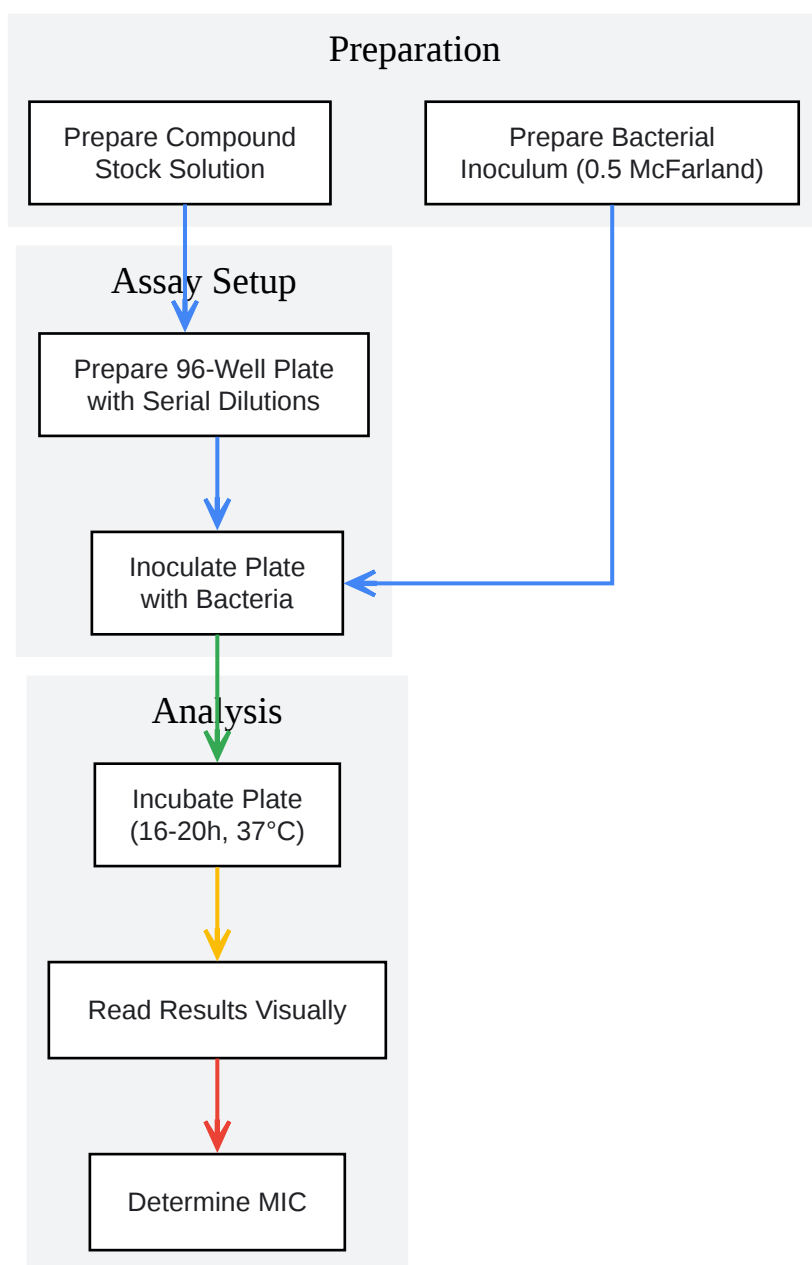 Preparation
Prepare Compound
Stock Solution
Prepare Bacterial
Inoculum (0.5 McFarland)
Assay Setup
Prepare 96-Well Plate
with Serial Dilutions
Inoculate Plate
with Bacteria
Analysis
Incubate Plate
(16-20h, 37°C)
Read Results Visually
Determine MIC